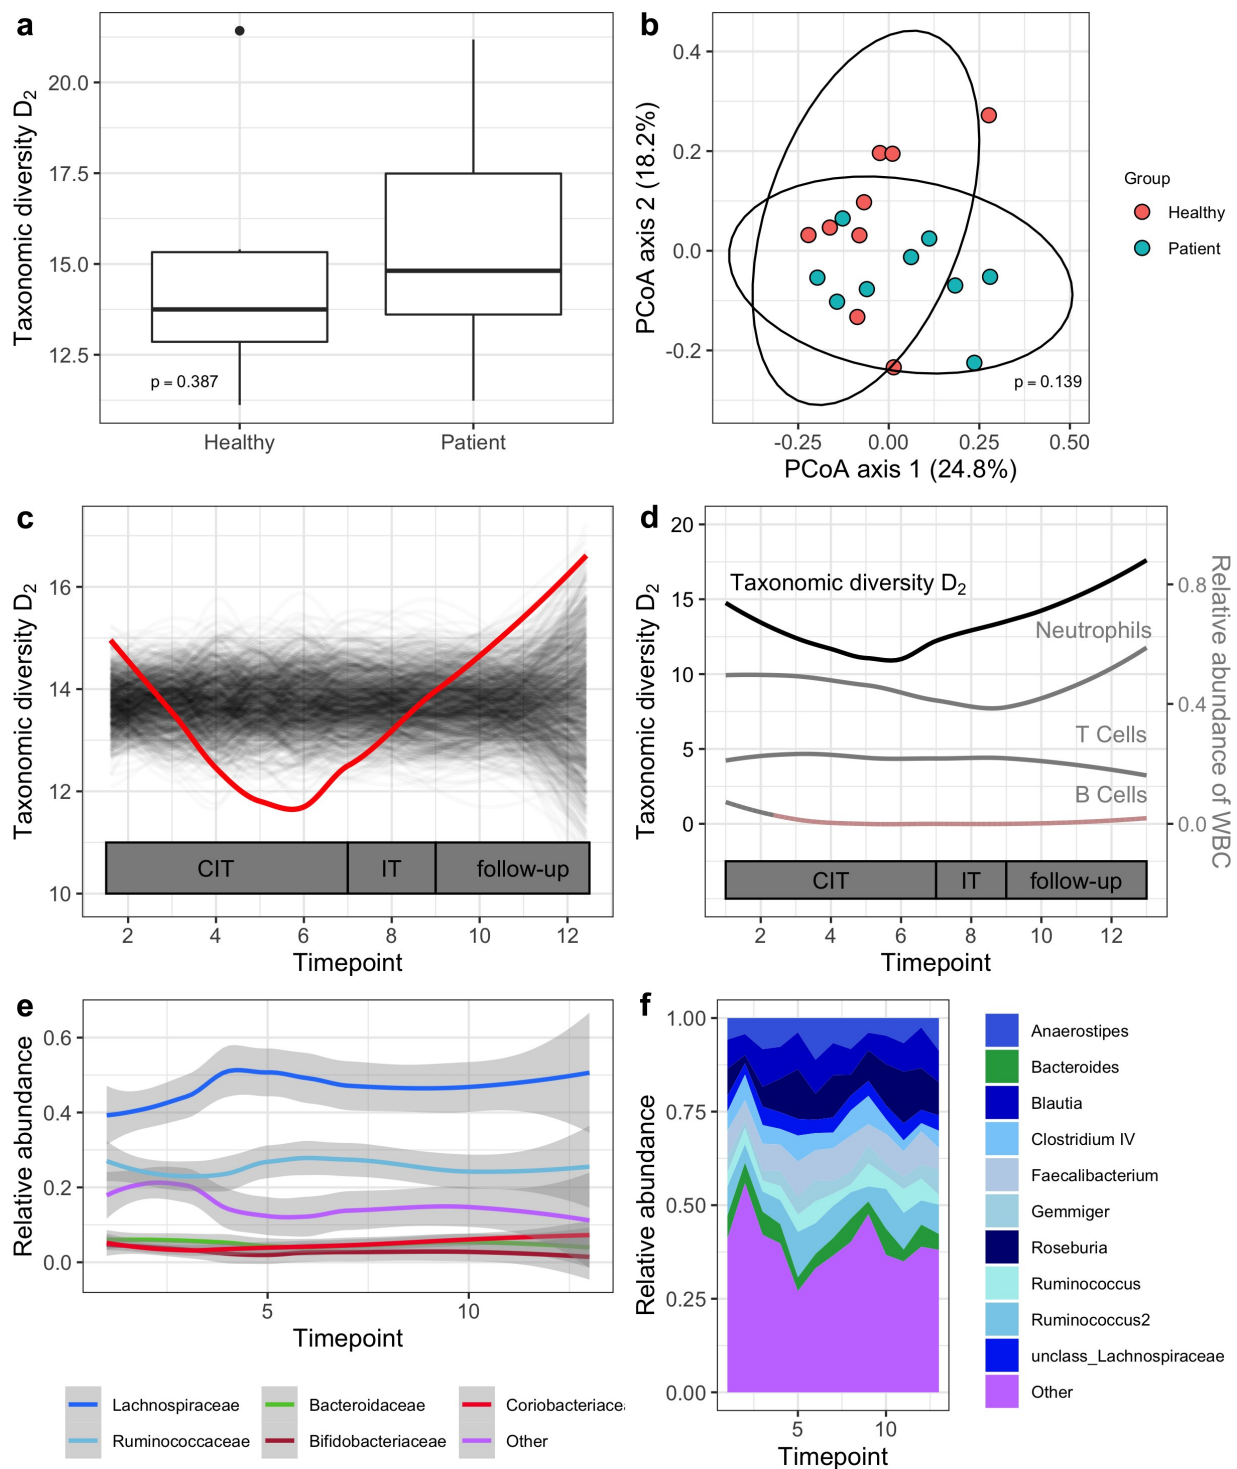 a
Taxonomic diversity D2
20.0
17.5
15.0
12.5
p = 0.387
Healthy
Patient
b
PCoA axis 2 (18.2%)
0.4
0.2
0.0
-0.2
p = 0.139
-0.25
0.00
0.25
0.50
PCoA axis 1 (24.8%)
Group
Healthy
Patient
c
Taxonomic diversity D2
16
14
12
10
CIT
IT
follow-up
2
4
6
8
10
12
Timepoint
d
Taxonomic diversity D2
20
15
10
5
0
Taxonomic diversity D2
Neutrophils
T Cells
B Cells
CIT
IT
follow-up
0.8
0.4
0.0
Relative abundance of WBC
2
4
6
8
10
12
Timepoint
e
Relative abundance
0.6
0.4
0.2
0.0
5
10
Timepoint
Lachnospiraceae
Bacteroidaceae
Coriobacteriacea
Ruminococcaceae
Bifidobacteriaceae
Other
f
Relative abundance
1.00
0.75
0.50
0.25
0.00
5
10
Timepoint
Anaerostipes
Bacteroides
Blautia
Clostridium IV
Faecalibacterium
Gemmiger
Roseburia
Ruminococcus
Ruminococcus2
unclass_Lachnospiraceae
Other